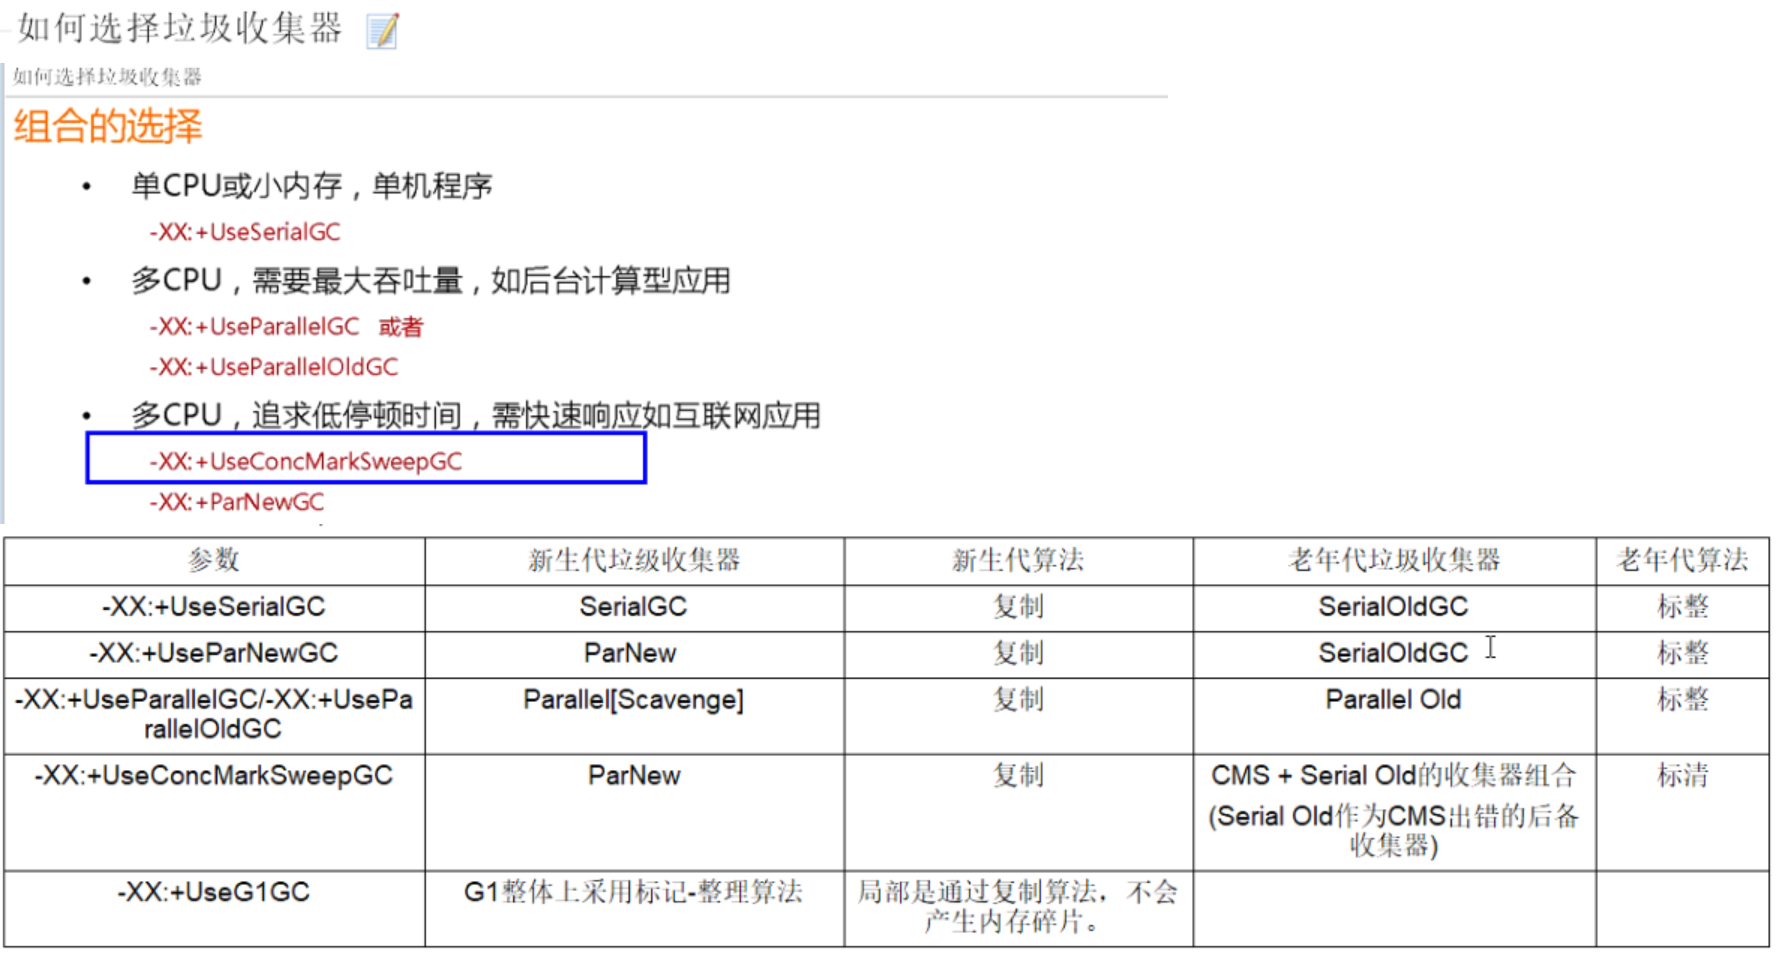 如何选择垃圾收集器
如何选择垃圾收集器
组合的选择
• 单CPU或小内存，单机程序
-XX:+UseSerialGC
• 多CPU，需要最大吞吐量，如后台计算型应用
-XX:+UseParallelGC 或者
-XX:+UseParallelOldGC
• 多CPU，追求低停顿时间，需快速响应如互联网应用
-XX:+UseConcMarkSweepGC
-XX:+ParNewGC
参数 新生代垃级收集器 新生代算法 老年代垃圾收集器 老年代算法
-XX:+UseSerialGC SerialGC 复制 SerialOldGC 标整
-XX:+UseParNewGC ParNew 复制 SerialOldGC 标整
-XX:+UseParallelGC/-XX:+UsePa Parallel[Scavenge] 复制 Parallel Old 标整
rallelOldGC
-XX:+UseConcMarkSweepGC ParNew 复制 CMS + Serial Old的收集器组合 标清
(Serial Old作为CMS出错的后备
收集器)
-XX:+UseG1GC G1整体上采用标记-整理算法 局部是通过复制算法，不会
产生内存碎片。